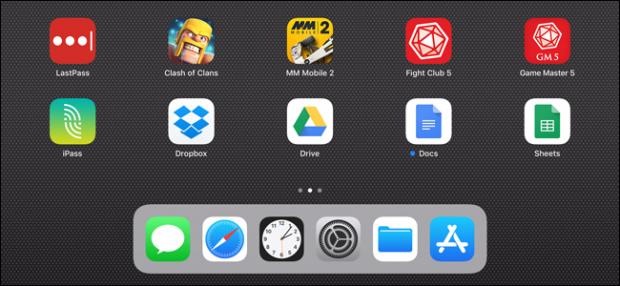 LastPass
Clash of Clans
MM
MOBILE
2
MM Mobile 2
Fight Club 5
GM 5
Game Master 5
iPass
Dropbox
Drive
Docs
Sheets